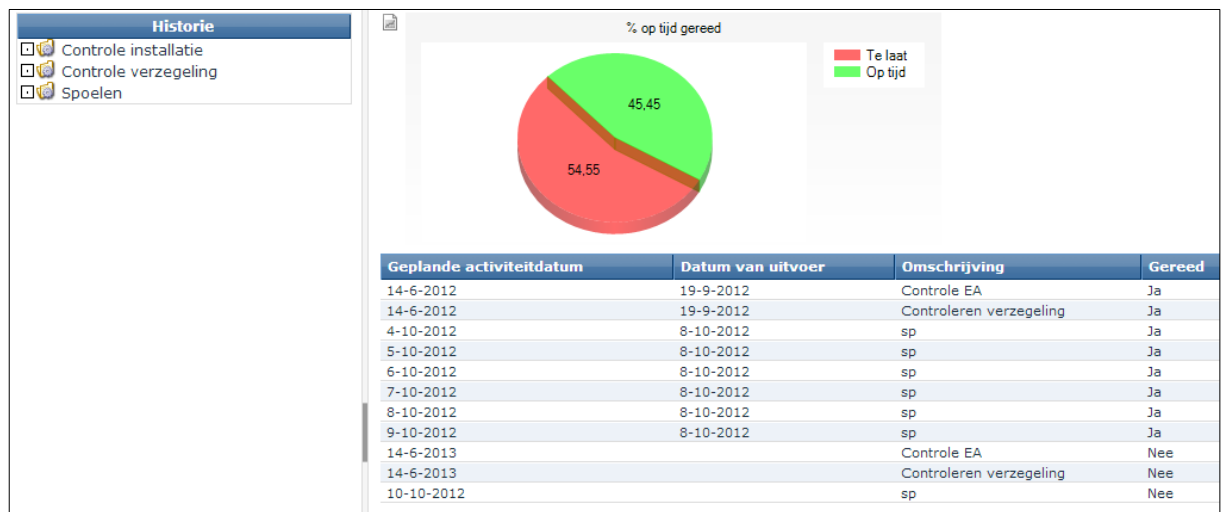 Historie
Controle installatie
Controle verzegeling
Spoelen
% op tijd gereed
Te laat
Op tijd
45,45
54,55
Geplande activiteitdatum Datum van uitvoer Omschrijving Gereed
14-6-2012 19-9-2012 Controle EA Ja
14-6-2012 19-9-2012 Controleren verzegeling Ja
4-10-2012 8-10-2012 sp Ja
5-10-2012 8-10-2012 sp Ja
6-10-2012 8-10-2012 sp Ja
7-10-2012 8-10-2012 sp Ja
8-10-2012 8-10-2012 sp Ja
9-10-2012 8-10-2012 sp Ja
14-6-2013 Controle EA Nee
14-6-2013 Controleren verzegeling Nee
10-10-2012 sp Nee